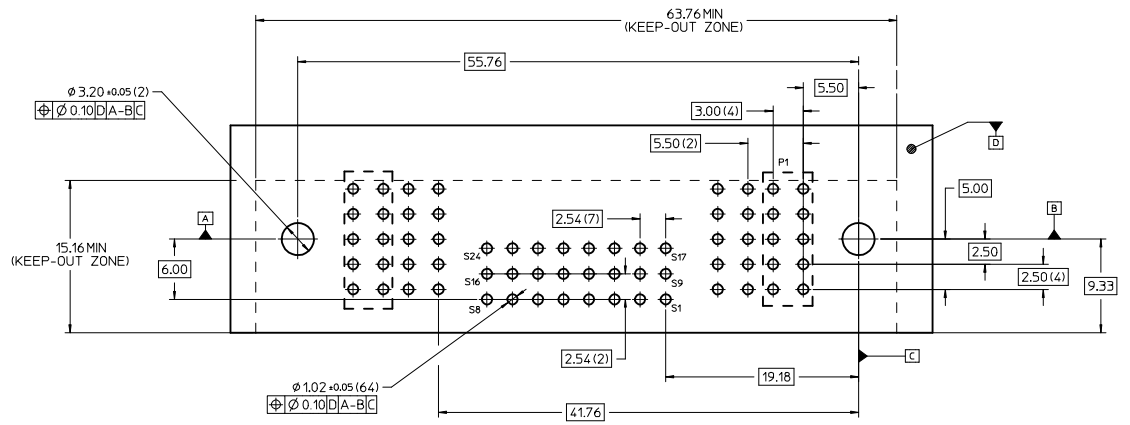 63.76 MIN
(KEEP-OUT ZONE)
55.76
5.50
Ø 3.20 ±0.05 (2)
⌖ Ø 0.10 D A-B C
3.00 (4)
5.50 (2)
P1
D
5.00
A
2.54 (7)
B
15.16 MIN
(KEEP-OUT ZONE)
6.00
S24
S17
2.50
S16
S9
2.50 (4)
9.33
S8
S1
2.54 (2)
C
19.18
Ø 1.02 ±0.05 (64)
⌖ Ø 0.10 D A-B C
41.76